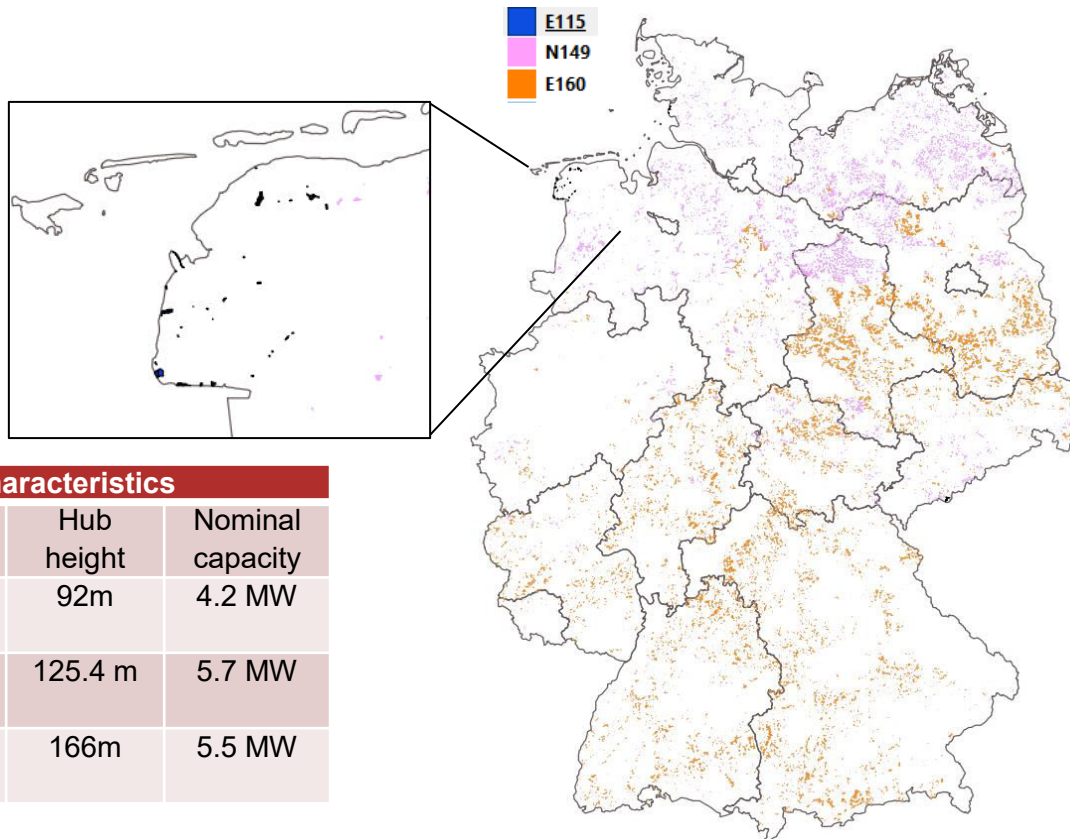 E115
N149
E160
Hub height
Nominal capacity
92m
4.2 MW
125.4 m
5.7 MW
166m
5.5 MW